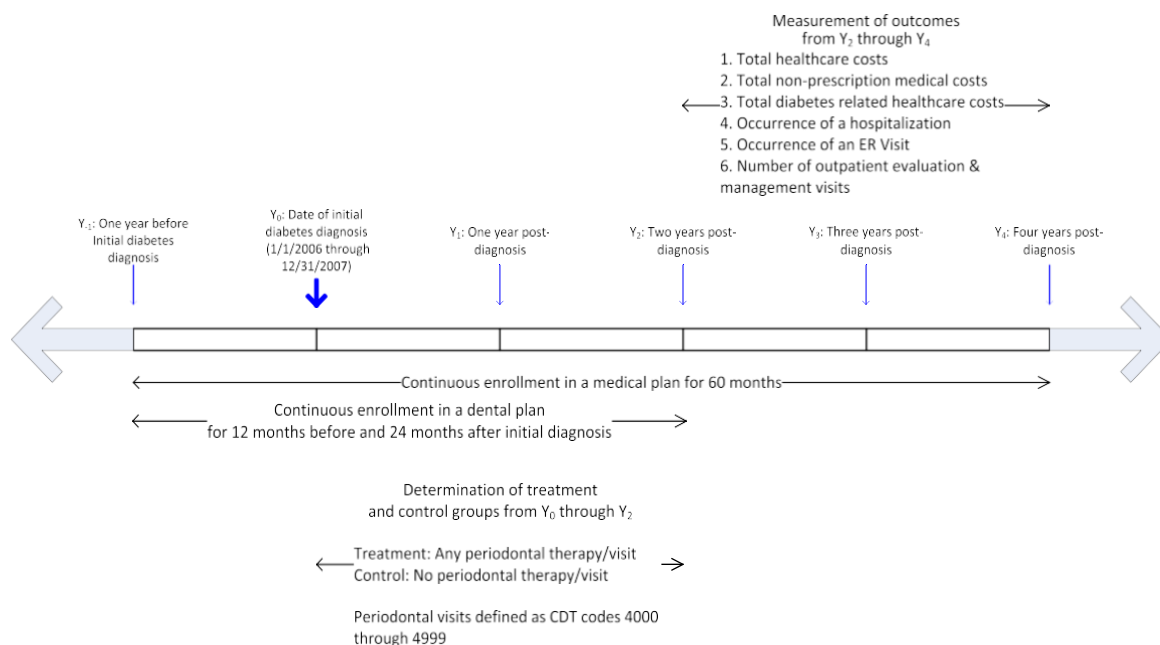 Measurement of outcomes
from Y₂ through Y₄
1. Total healthcare costs
2. Total non-prescription medical costs
3. Total diabetes related healthcare costs
4. Occurrence of a hospitalization
5. Occurrence of an ER Visit
6. Number of outpatient evaluation &
management visits
Y₋₁: One year before
Initial diabetes
diagnosis
Y₀: Date of initial
diabetes diagnosis
(1/1/2006 through
12/31/2007)
Y₁: One year post-
diagnosis
Y₂: Two years post-
diagnosis
Y₃: Three years post-
diagnosis
Y₄: Four years post-
diagnosis
Continuous enrollment in a medical plan for 60 months
Continuous enrollment in a dental plan
for 12 months before and 24 months after initial diagnosis
Determination of treatment
and control groups from Y₀ through Y₂
Treatment: Any periodontal therapy/visit
Control: No periodontal therapy/visit
Periodontal visits defined as CDT codes 4000
through 4999